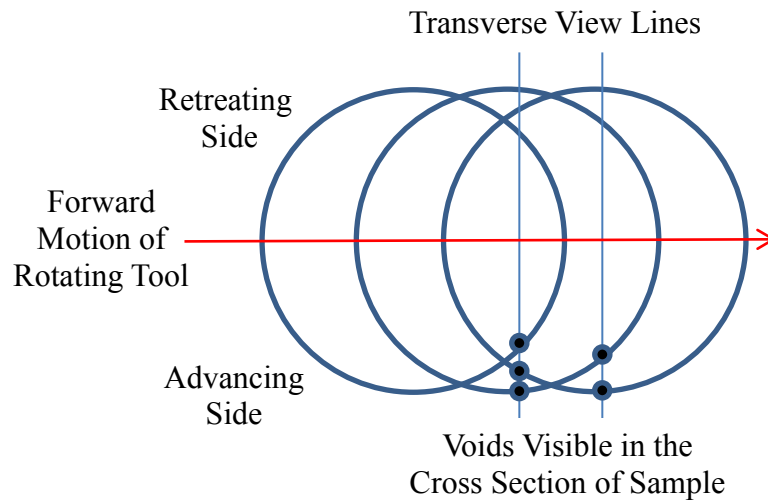 Transverse View Lines
Retreating
Side
Forward
Motion of
Rotating Tool
Advancing
Side
Voids Visible in the
Cross Section of Sample